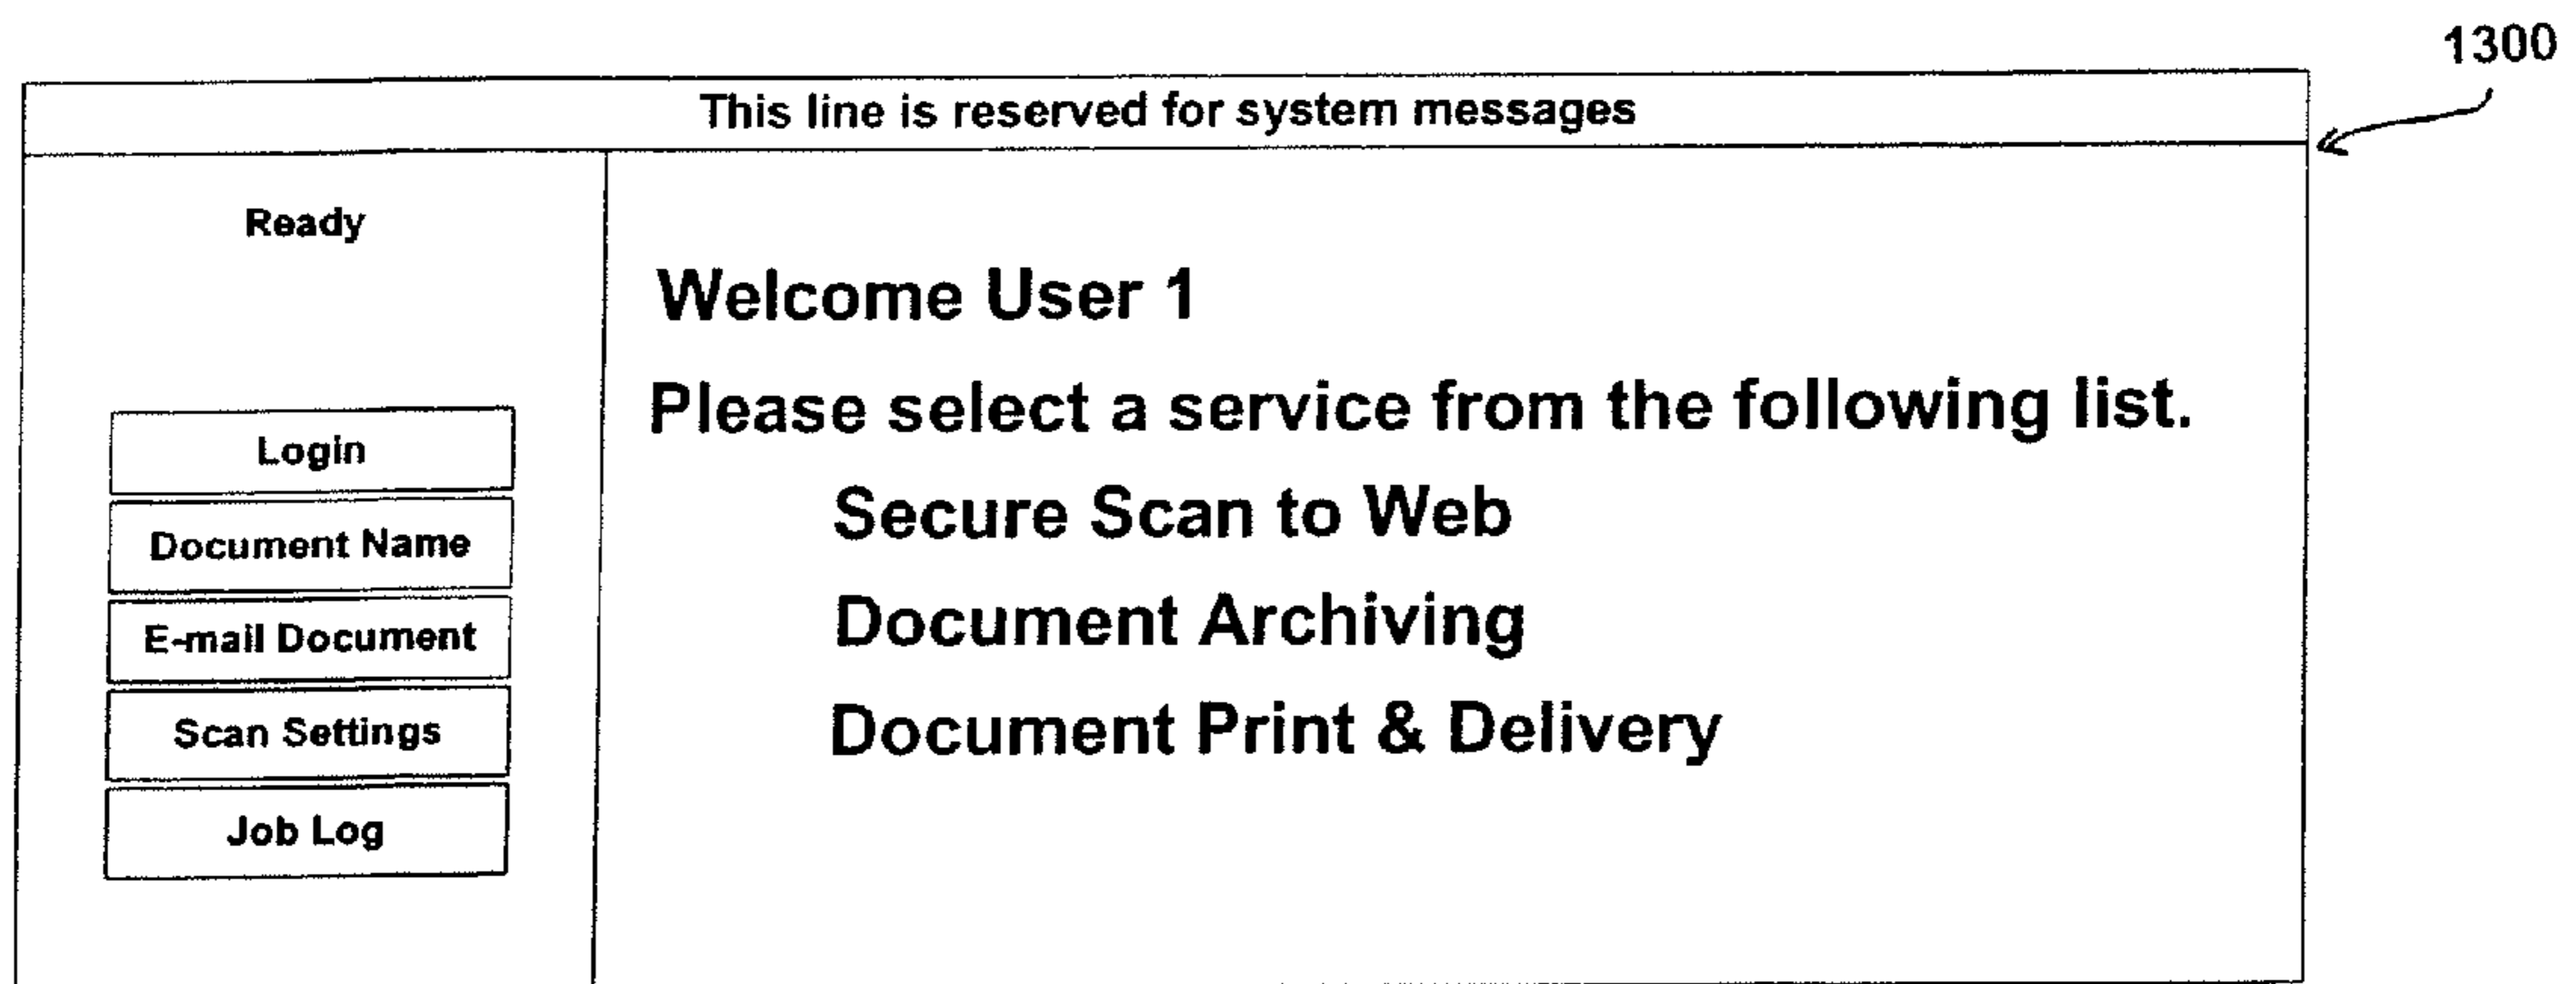 1300
This line is reserved for system messages
Ready
Login
Document Name
E-mail Document
Scan Settings
Job Log
Welcome User 1
Please select a service from the following list.
Secure Scan to Web
Document Archiving
Document Print & Delivery